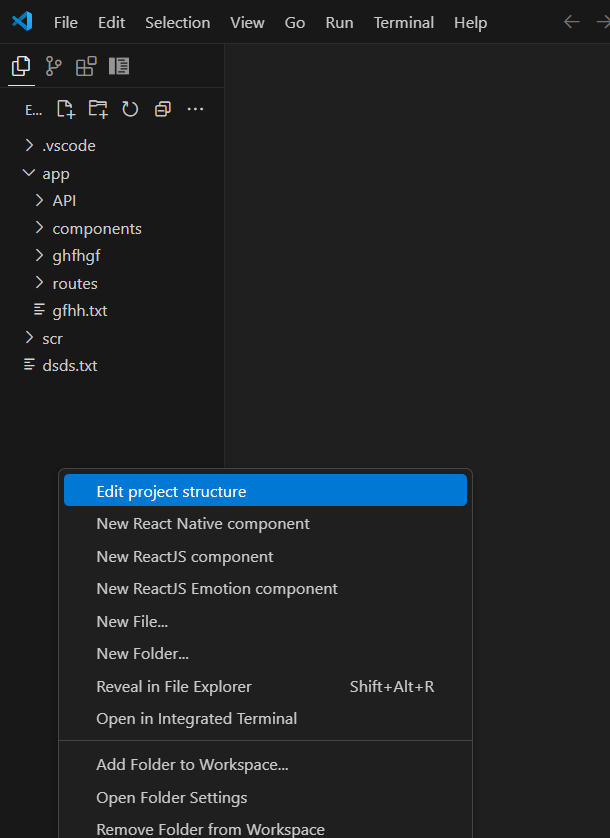 File Edit Selection View Go Run Terminal Help
E...
.vscode
app
API
components
ghfhgf
routes
gfhh.txt
scr
dsds.txt
Edit project structure
New React Native component
New ReactJS component
New ReactJS Emotion component
New File...
New Folder...
Reveal in File Explorer Shift+Alt+R
Open in Integrated Terminal
Add Folder to Workspace...
Open Folder Settings
Remove Folder from Workspace